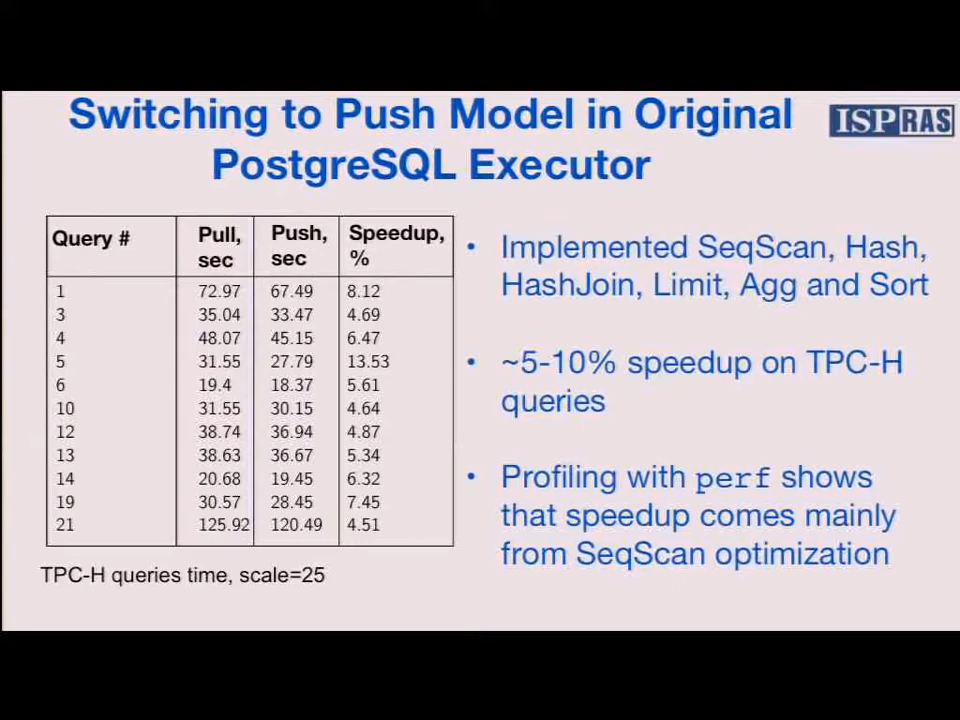 Switching to Push Model in Original
PostgreSQL Executor
ISPRAS
Query # Pull, sec Push, sec Speedup, %
1 72.97 67.49 8.12
3 35.04 33.47 4.69
4 48.07 45.15 6.47
5 31.55 27.79 13.53
6 19.4 18.37 5.61
10 31.55 30.15 4.64
12 38.74 36.94 4.87
13 38.63 36.67 5.34
14 20.68 19.45 6.32
19 30.57 28.45 7.45
21 125.92 120.49 4.51
TPC-H queries time, scale=25
• Implemented SeqScan, Hash,
HashJoin, Limit, Agg and Sort
• ~5-10% speedup on TPC-H
queries
• Profiling with perf shows
that speedup comes mainly
from SeqScan optimization